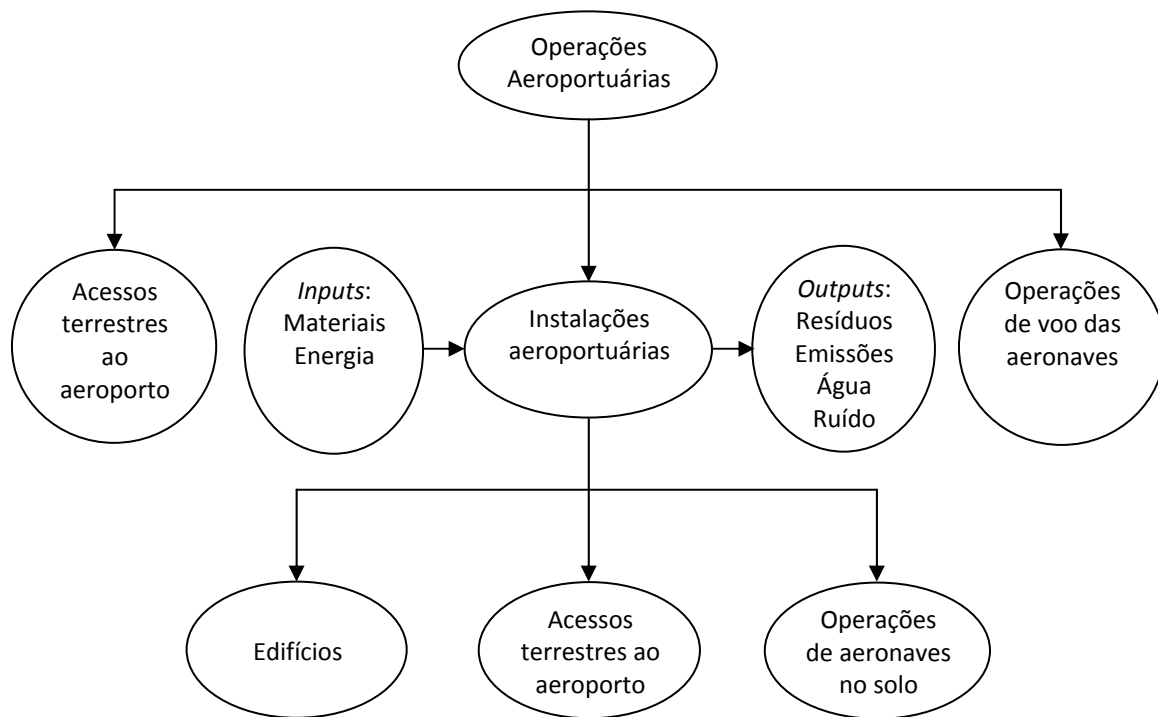 Operações
Aeroportuárias
Acessos
terrestres
ao
aeroporto
Inputs:
Materiais
Energia
Instalações
aeroportuárias
Outputs:
Resíduos
Emissões
Água
Ruído
Operações
de voo das
aeronaves
Edifícios
Acessos
terrestres ao
aeroporto
Operações
de aeronaves
no solo